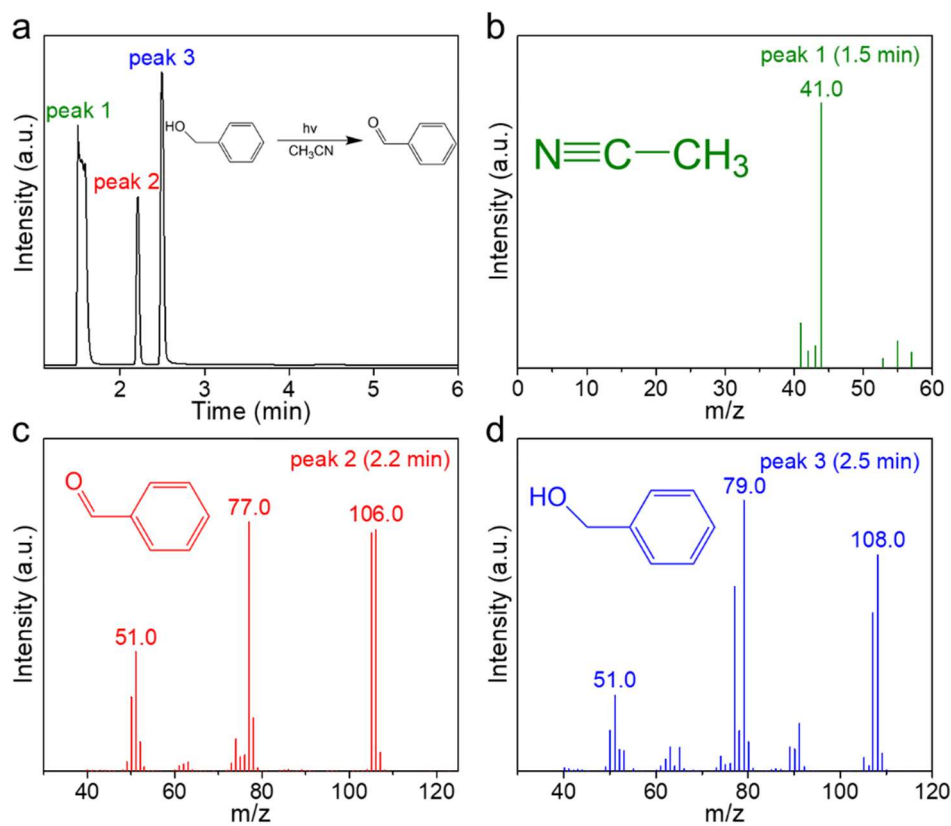 a
peak 1
peak 2
peak 3
HO
hv
CH₃CN
O
Intensity (a.u.)
2 3 4 5 6
Time (min)
b
peak 1 (1.5 min)
41.0
N≡C—CH₃
Intensity (a.u.)
0 10 20 30 40 50 60
m/z
c
peak 2 (2.2 min)
O
77.0
106.0
51.0
Intensity (a.u.)
40 60 80 100 120
m/z
d
peak 3 (2.5 min)
79.0
HO
108.0
51.0
Intensity (a.u.)
40 60 80 100 120
m/z